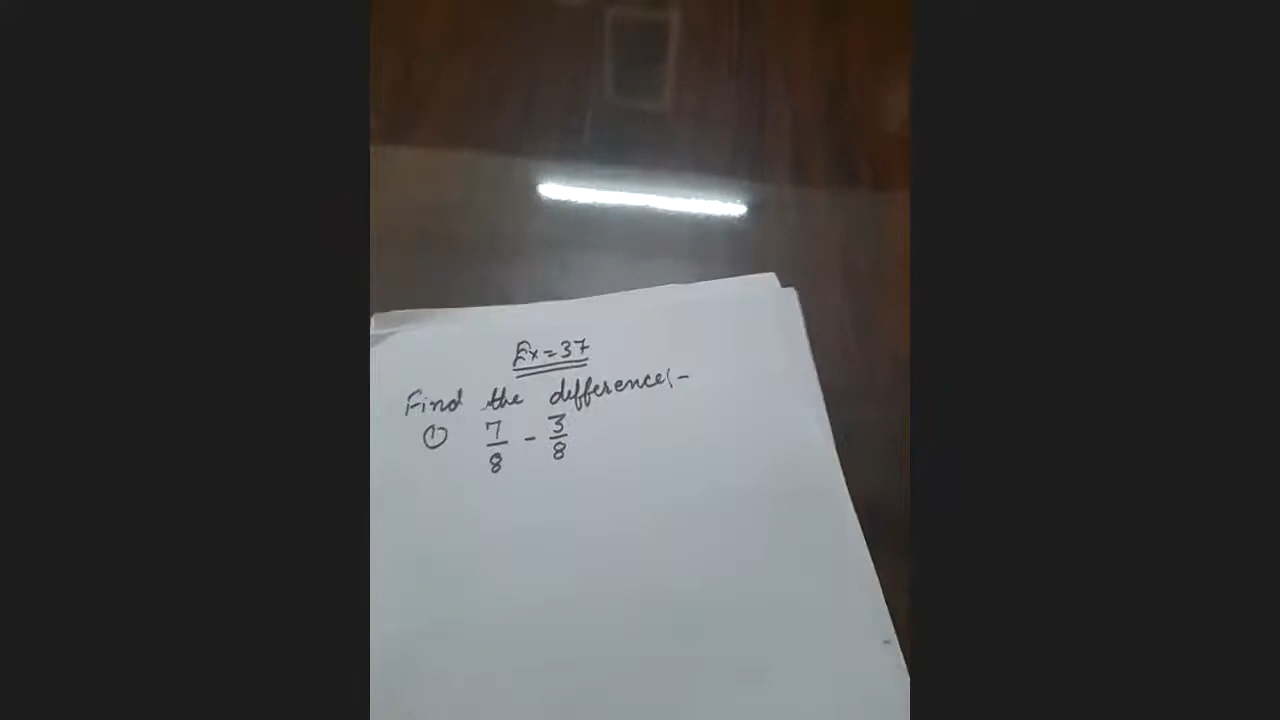 Ex = 37
Find the difference:-
① 7/8 - 3/8